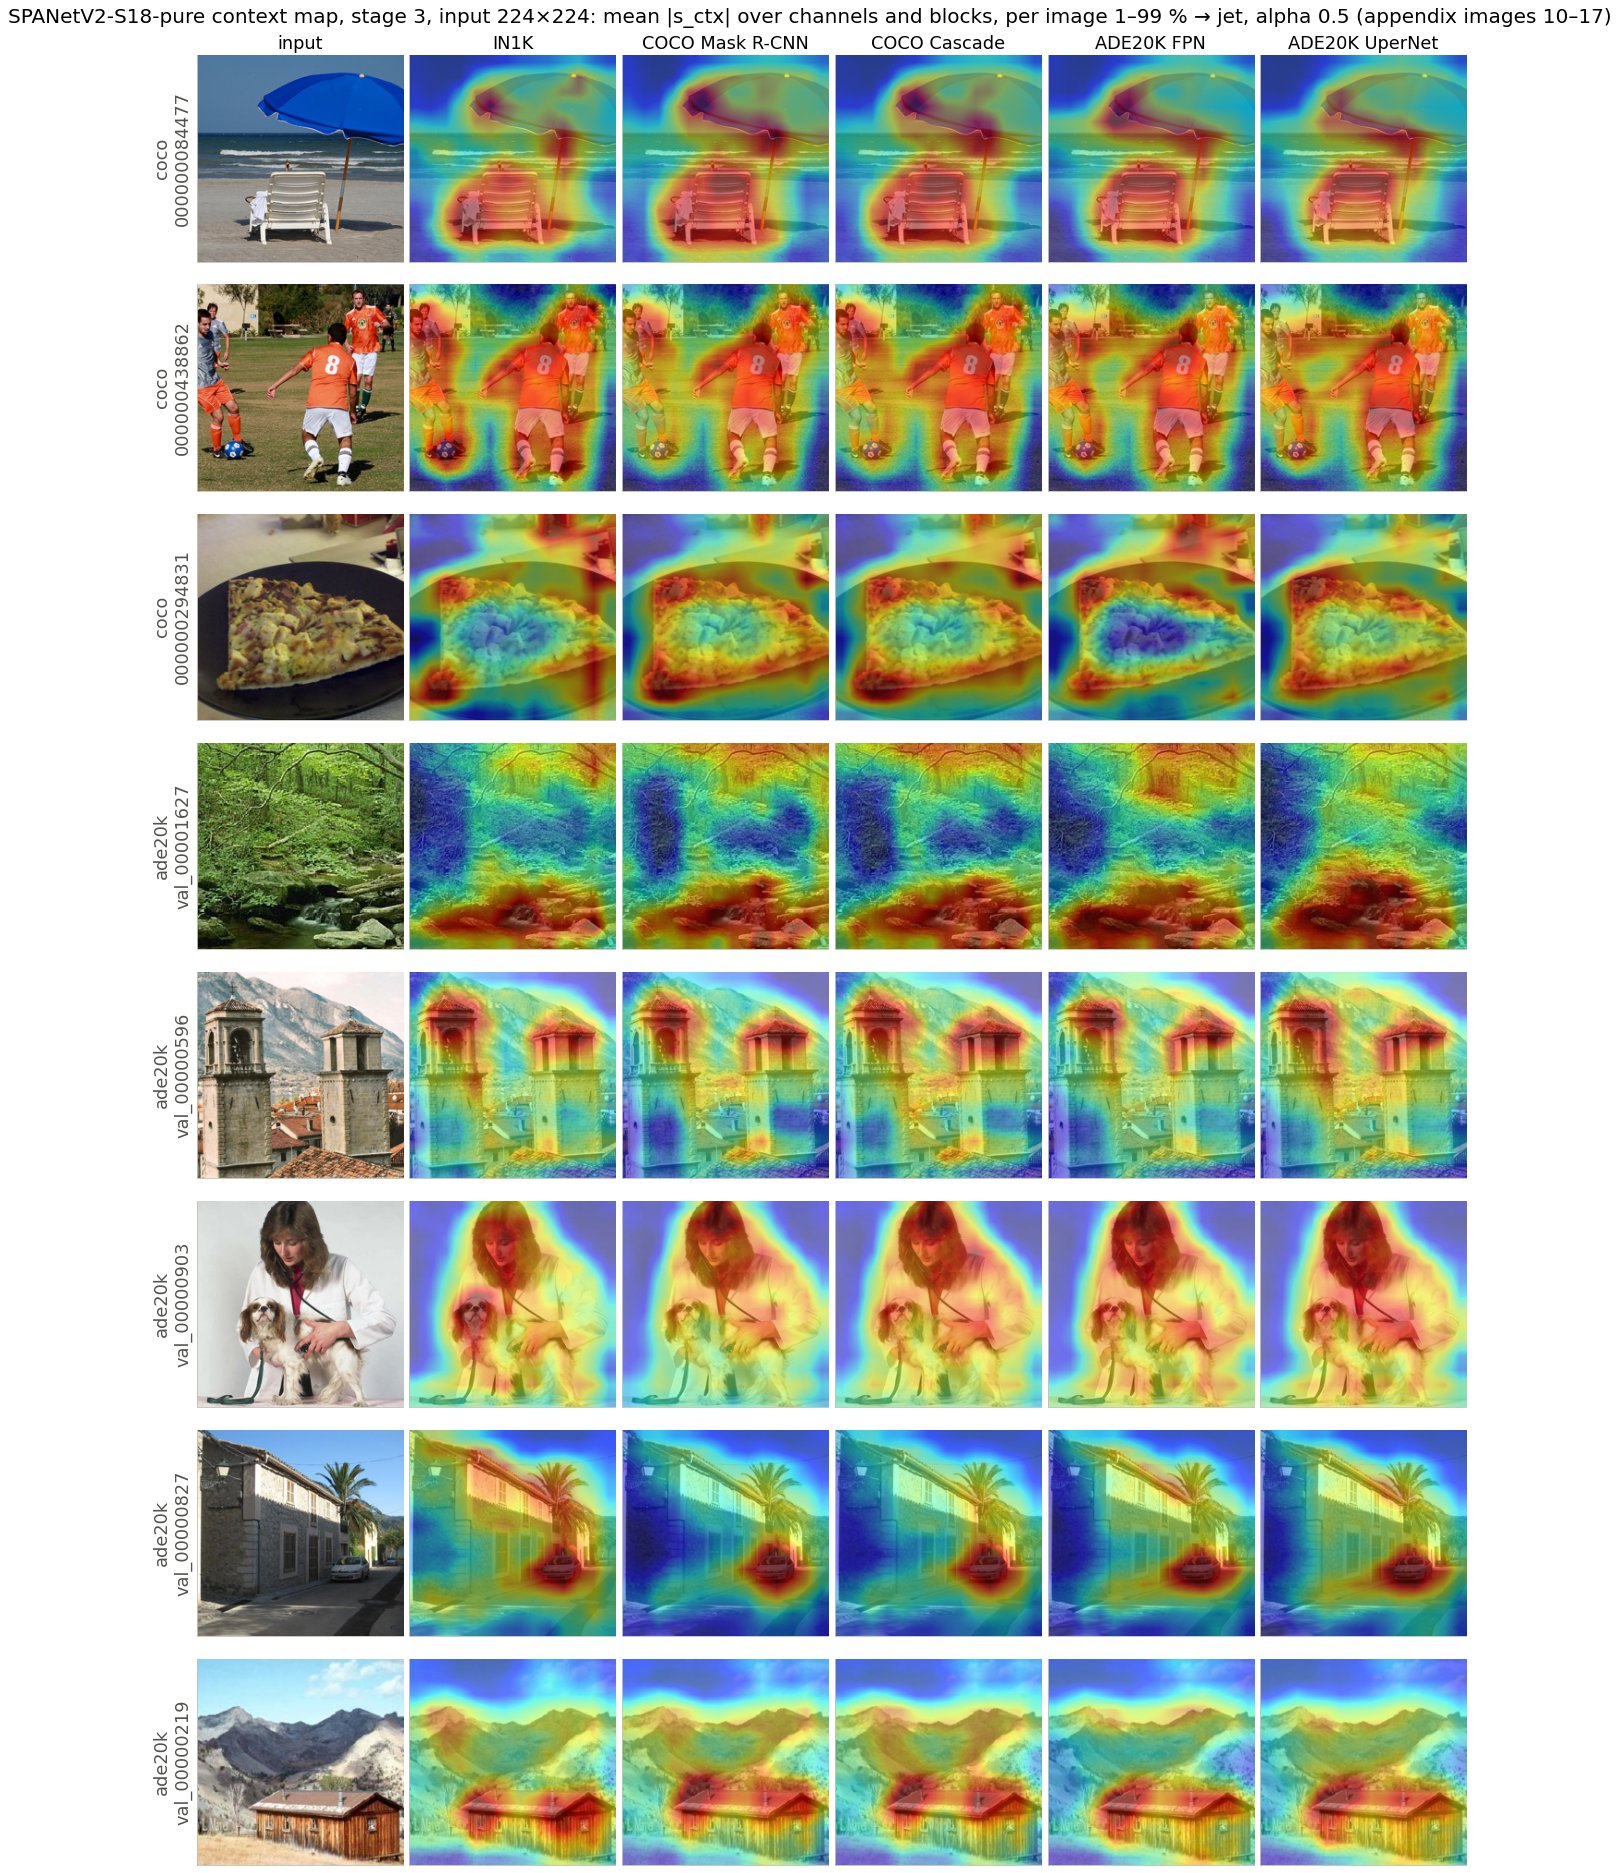 SPANetV2-S18-pure context map, stage 3, input 224×224: mean |s_ctx| over channels and blocks, per image 1–99 % → jet, alpha 0.5 (appendix images 10–17)
input IN1K COCO Mask R-CNN COCO Cascade ADE20K FPN ADE20K UperNet
coco
000000084477
coco
000000438862
8
coco
000000294831
ade20k
val_00001627
ade20k
val_00000596
ade20k
val_00000903
ade20k
val_00000827
ade20k
val_00000219